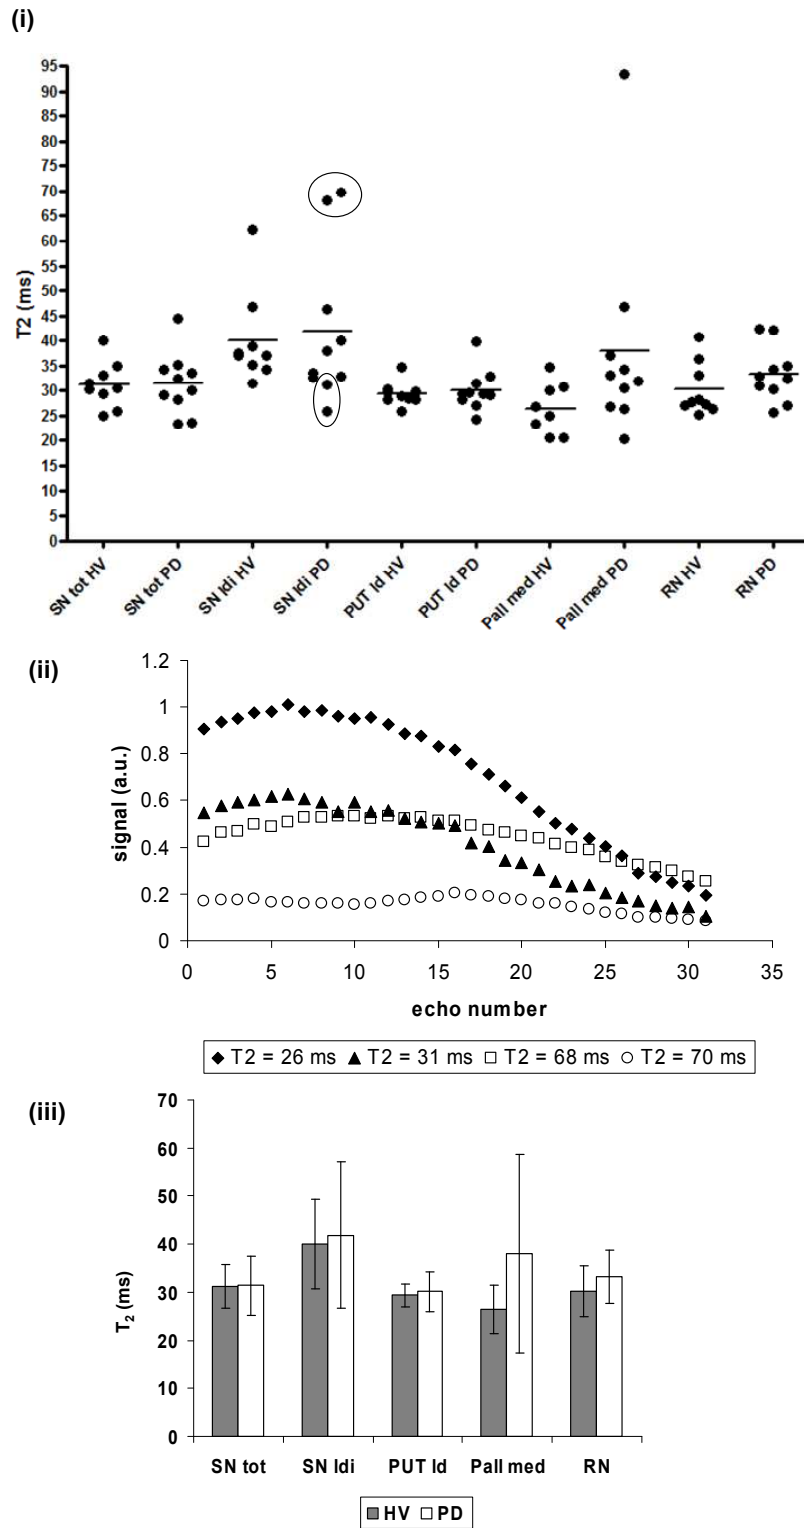 (i)
95
90
85
80
75
70
65
60
55
50
45
40
35
30
25
20
15
10
5
0
T2 (ms)
SN tot HV
SN tot PD
SN ldi HV
SN ldi PD
PUT ld HV
PUT ld PD
Pall med HV
Pall med PD
RN HV
RN PD
(ii)
1.2
1
0.8
0.6
0.4
0.2
0
signal (a.u.)
0 5 10 15 20 25 30 35
echo number
T2 = 26 ms T2 = 31 ms T2 = 68 ms T2 = 70 ms
(iii)
70
60
50
40
30
20
10
0
T2 (ms)
SN tot SN ldi PUT ld Pall med RN
HV PD